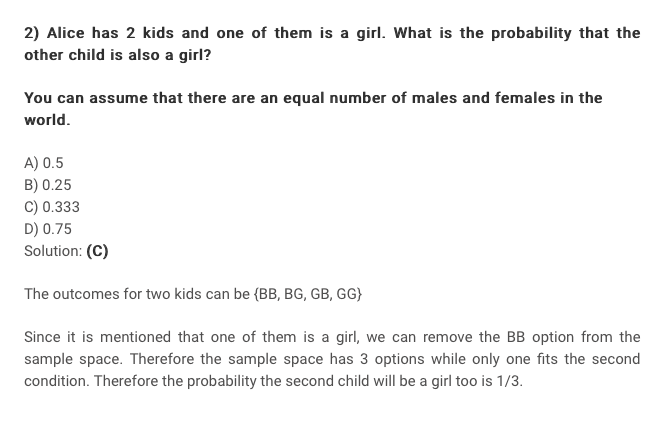 2) Alice has 2 kids and one of them is a girl. What is the probability that the
other child is also a girl?
You can assume that there are an equal number of males and females in the
world.
A) 0.5
B) 0.25
C) 0.333
D) 0.75
Solution: (C)
The outcomes for two kids can be {BB, BG, GB, GG}
Since it is mentioned that one of them is a girl, we can remove the BB option from the
sample space. Therefore the sample space has 3 options while only one fits the second
condition. Therefore the probability the second child will be a girl too is 1/3.